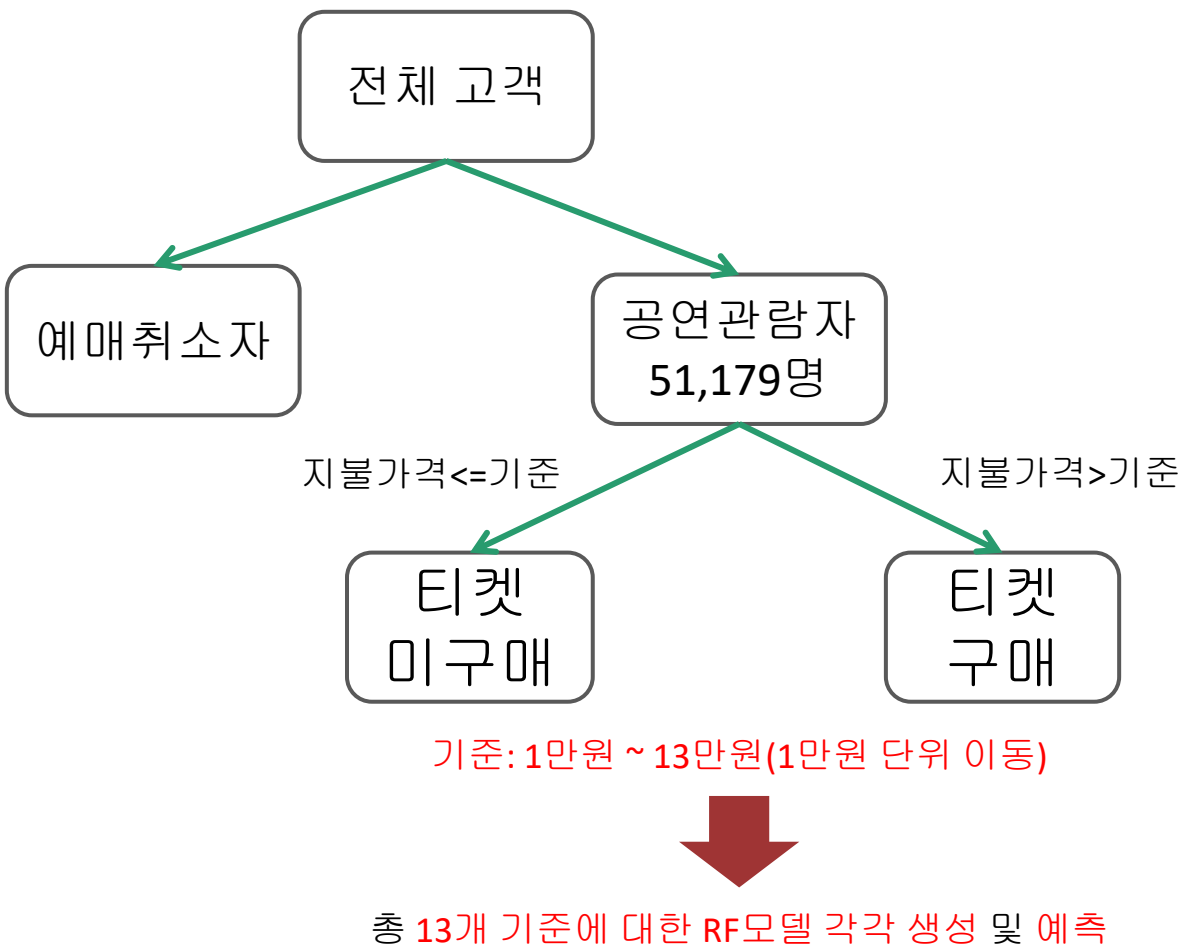 전체 고객
예매취소자
공연관람자
51,179명
지불가격<=기준
지불가격>기준
티켓
미구매
티켓
구매
기준: 1만원 ~ 13만원(1만원 단위 이동)
총 13개 기준에 대한 RF모델 각각 생성 및 예측